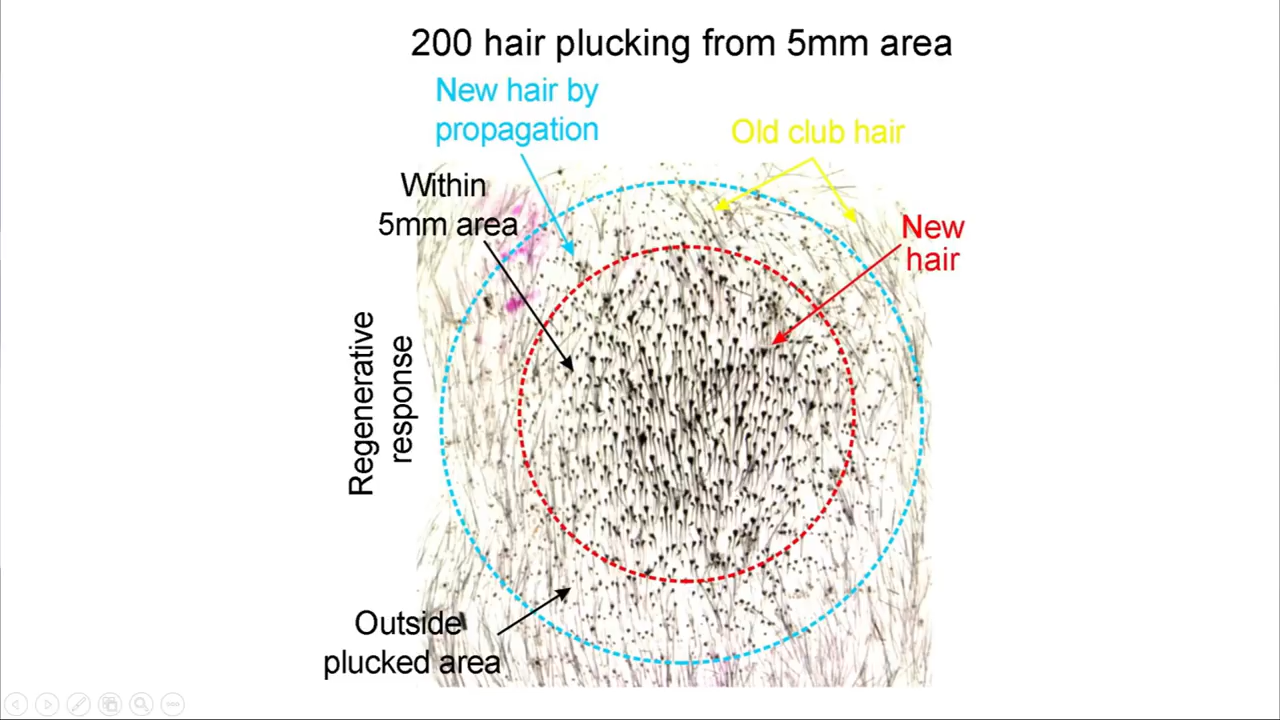 200 hair plucking from 5mm area
New hair by
propagation
Old club hair
Within
5mm area
New
hair
Regenerative
response
Outside
plucked area